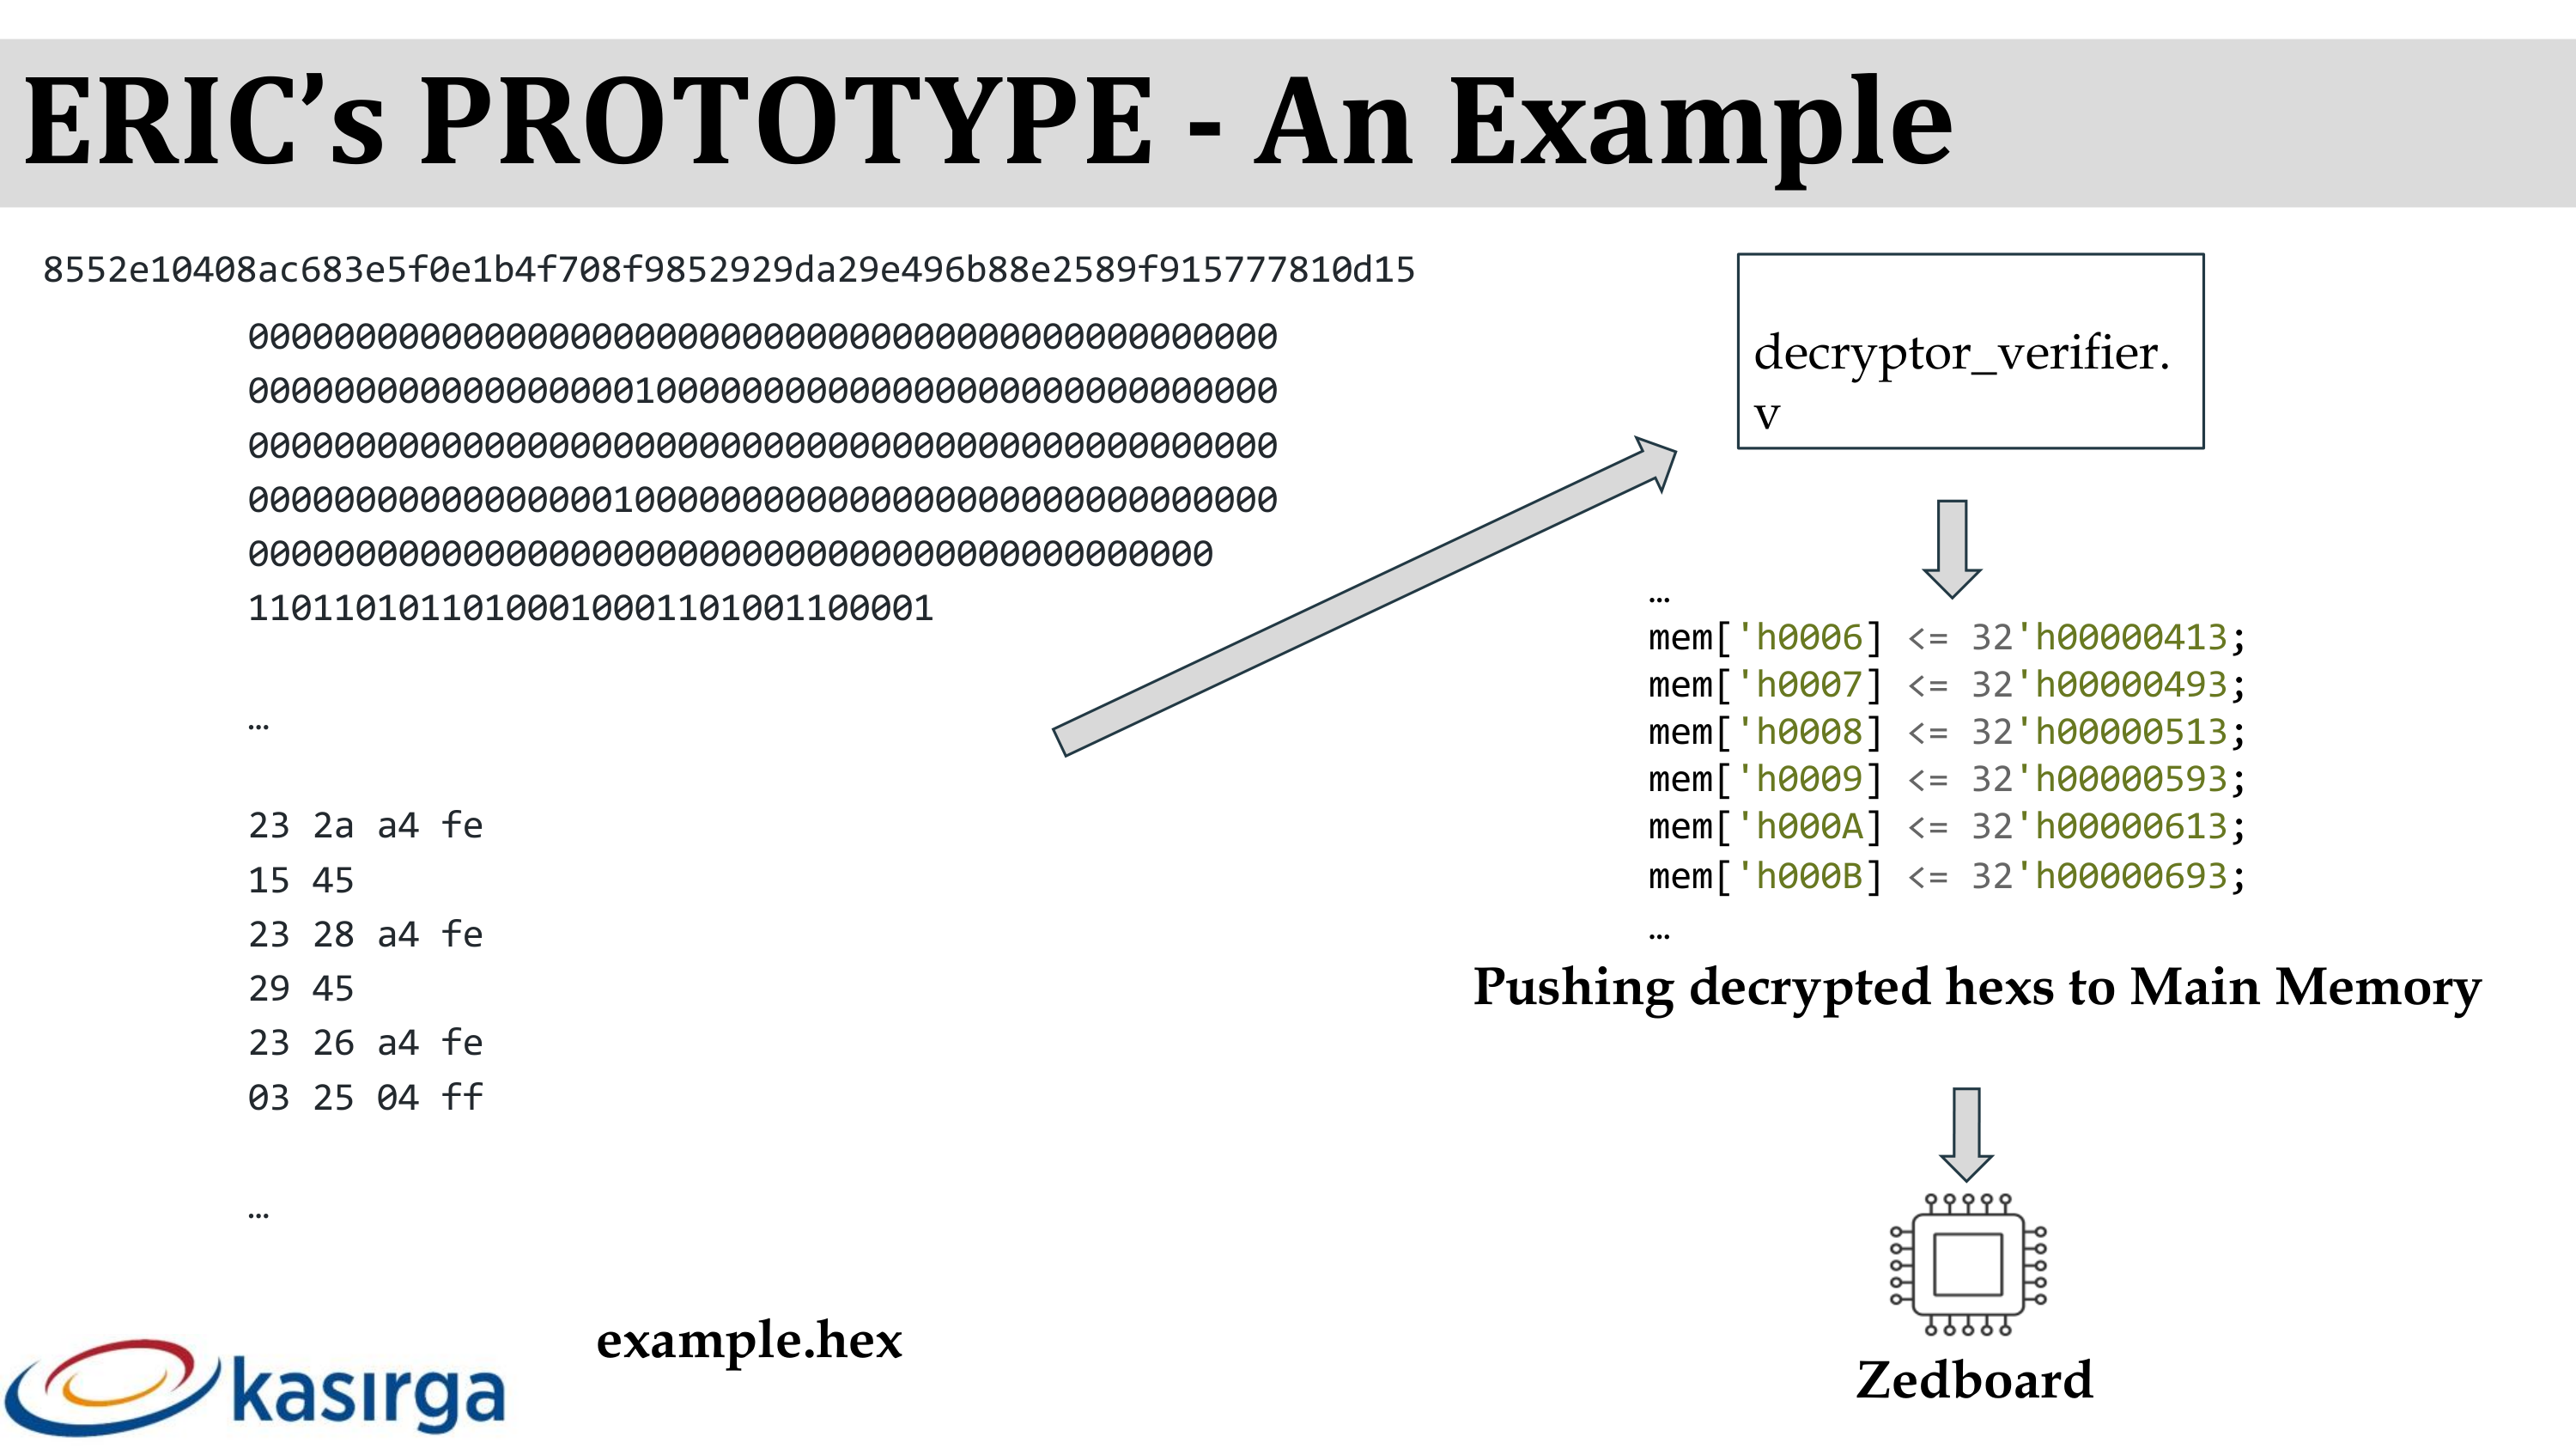 ERIC’s PROTOTYPE - An Example
8552e10408ac683e5f0e1b4f708f9852929da29e496b88e2589f915777810d15
000000000000000000000000000000000000000000000000
000000000000000000100000000000000000000000000000
000000000000000000000000000000000000000000000000
000000000000000001000000000000000000000000000000
000000000000000000000000000000000000000000000
11011010110100010001101001100001
…
23 2a a4 fe
15 45
23 28 a4 fe
29 45
23 26 a4 fe
03 25 04 ff
…
example.hex
decryptor_verifier.
v
…
mem['h0006] <= 32'h00000413;
mem['h0007] <= 32'h00000493;
mem['h0008] <= 32'h00000513;
mem['h0009] <= 32'h00000593;
mem['h000A] <= 32'h00000613;
mem['h000B] <= 32'h00000693;
…
Pushing decrypted hexs to Main Memory
Zedboard
kasırga